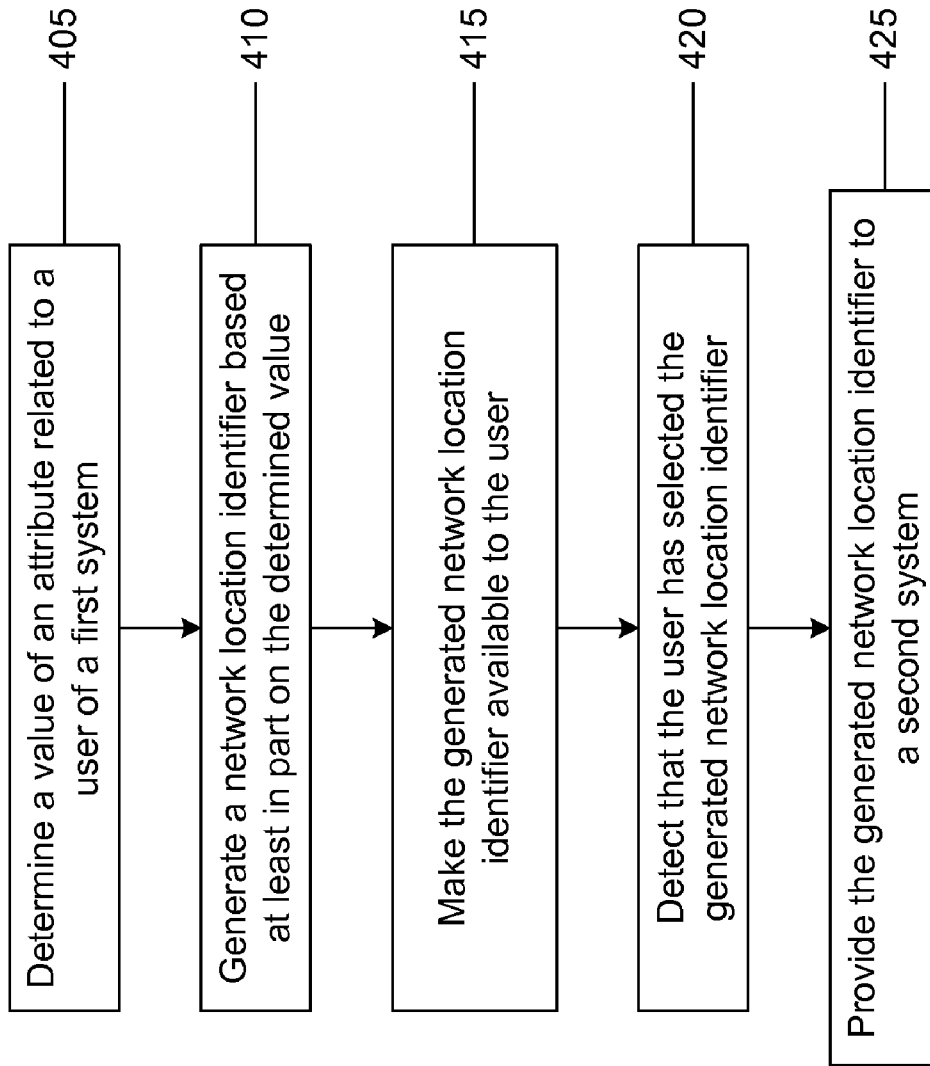 Determine a value of an attribute related to a
user of a first system
405
Generate a network location identifier based
at least in part on the determined value
410
Make the generated network location
identifier available to the user
415
Detect that the user has selected the
generated network location identifier
420
Provide the generated network location identifier to
a second system
425